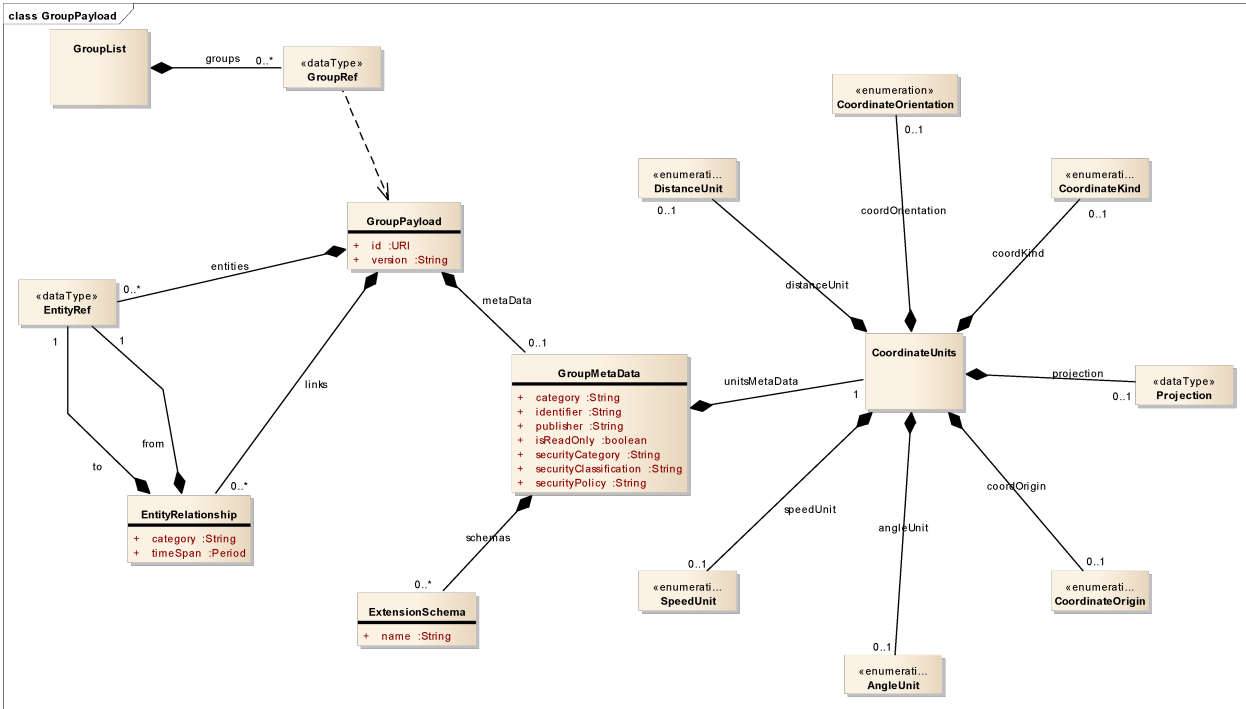 class GroupPayload
GroupList
groups
0..*
«dataType»
GroupRef
«enumeration»
CoordinateOrientation
0..1
«enumerati...
DistanceUnit
0..1
«enumerati...
CoordinateKind
0..1
coordOrientation
GroupPayload
+ id :URI
+ version :String
coordKind
entities
distanceUnit
0..*
«dataType»
EntityRef
metaData
1
1
0..1
CoordinateUnits
GroupMetaData
+ category :String
+ identifier :String
+ publisher :String
+ isReadOnly :boolean
+ securityCategory :String
+ securityClassification :String
+ securityPolicy :String
links
unitsMetaData
1
projection
0..1
«dataType»
Projection
from
to
0..*
coordOrigin
speedUnit
angleUnit
EntityRelationship
+ category :String
+ timeSpan :Period
schemas
0..*
ExtensionSchema
+ name :String
0..1
«enumerati...
SpeedUnit
0..1
«enumerati...
CoordinateOrigin
0..1
«enumerati...
AngleUnit